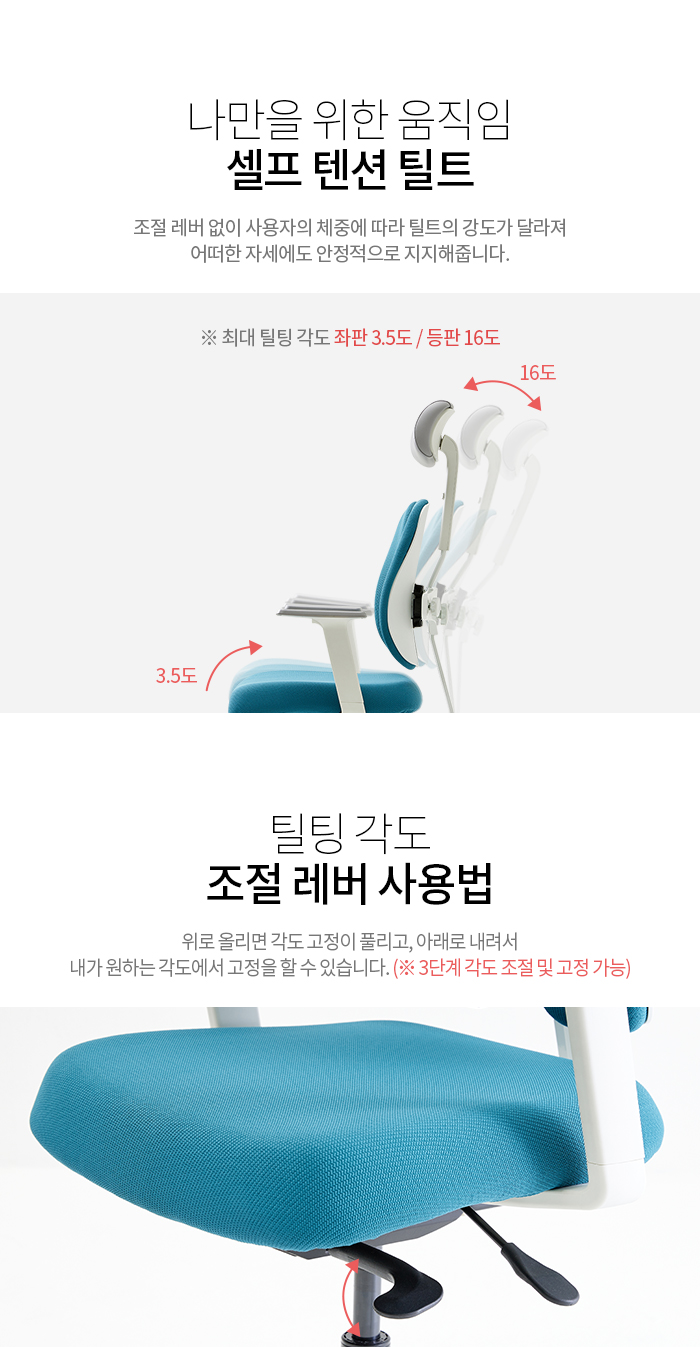 나만을 위한 움직임
셀프 텐션 틸트
조절 레버 없이 사용자의 체중에 따라 틸트의 강도가 달라져
어떠한 자세에도 안정적으로 지지해줍니다.
※ 최대 틸팅 각도 좌판 3.5도 / 등판 16도
16도
3.5도
틸팅 각도
조절 레버 사용법
위로 올리면 각도 고정이 풀리고, 아래로 내려서
내가 원하는 각도에서 고정을 할 수 있습니다. (※ 3단계 각도 조절 및 고정 가능)